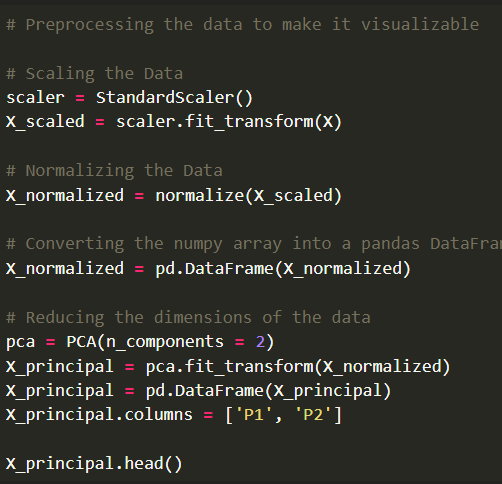 # Preprocessing the data to make it visualizable
# Scaling the Data
scaler = StandardScaler()
X_scaled = scaler.fit_transform(X)
# Normalizing the Data
X_normalized = normalize(X_scaled)
# Converting the numpy array into a pandas
X_normalized = pd.DataFrame(X_normalized)
# Reducing the dimensions of the data
pca = PCA(n_components = 2)
X_principal = pca.fit_transform(X_normalized)
X_principal = pd.DataFrame(X_principal)
X_principal.columns = ['P1', 'P2']
X_principal.head()